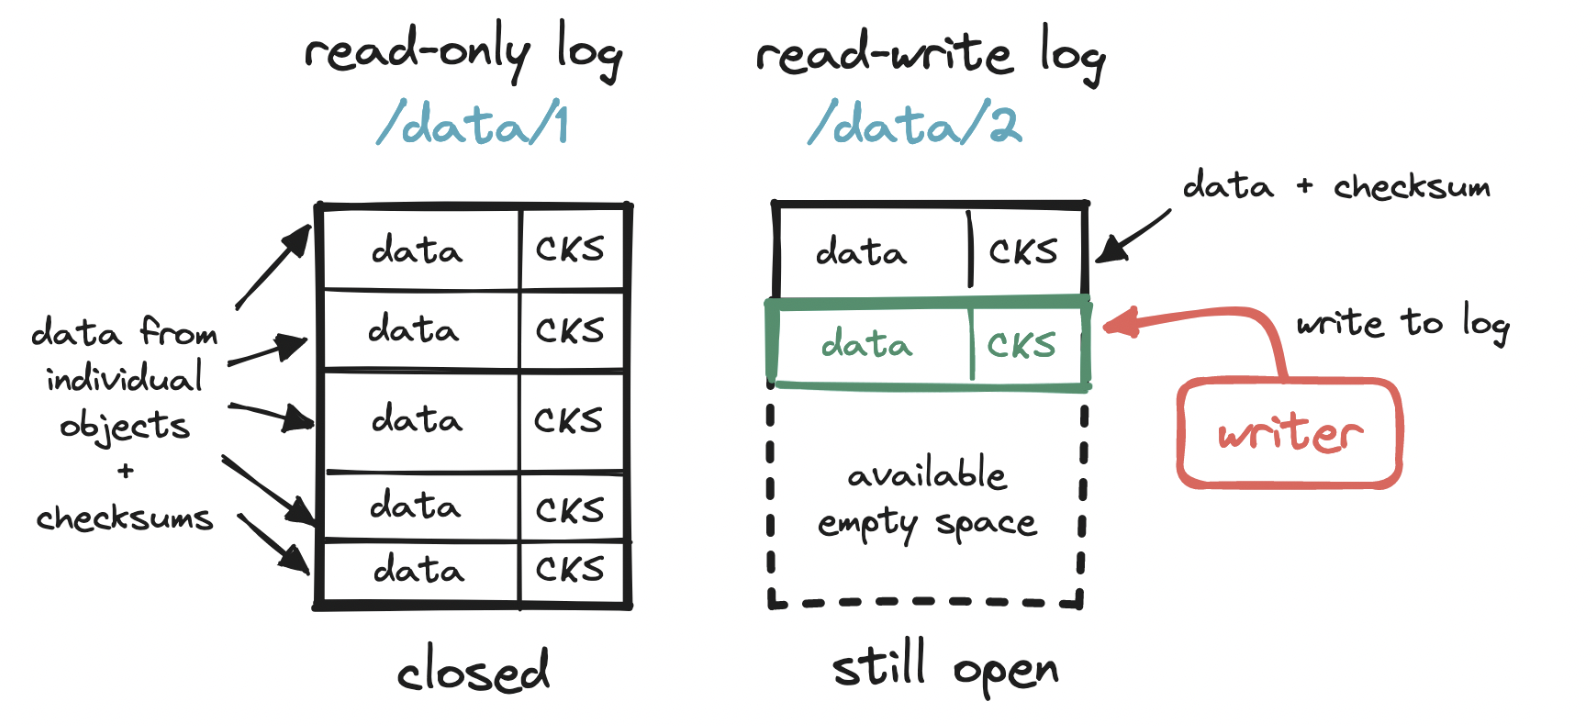 read-only log
/data/1
read-write log
/data/2
data + checksum
data CKS
data CKS
data CKS
data CKS
data CKS
data from
individual
objects
+
checksums
closed
data CKS
data CKS
write to log
writer
available
empty space
still open